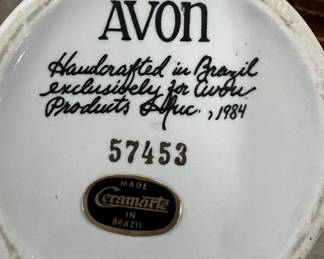 AVON
Handcrafted in Brazil
exclusively for Avon
Products Inc., 1984
57453
MADE
Ceramarte
IN
BRAZIL